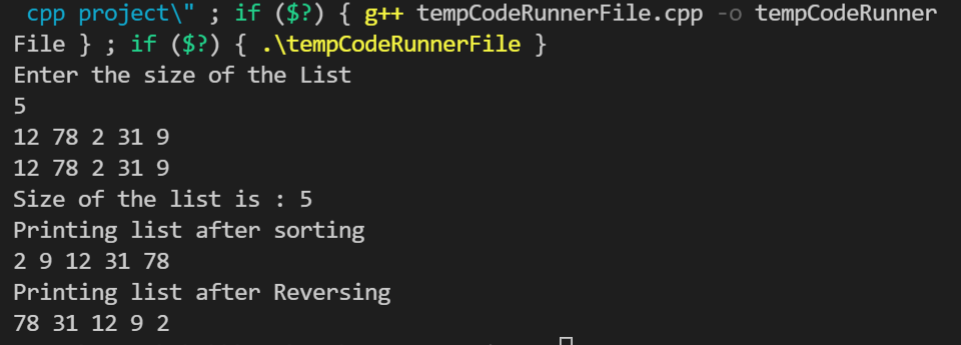 cpp project\" ; if ($?) { g++ tempCodeRunnerFile.cpp -o tempCodeRunner
File } ; if ($?) { .\tempCodeRunnerFile }
Enter the size of the List
5
12 78 2 31 9
12 78 2 31 9
Size of the list is : 5
Printing list after sorting
2 9 12 31 78
Printing list after Reversing
78 31 12 9 2